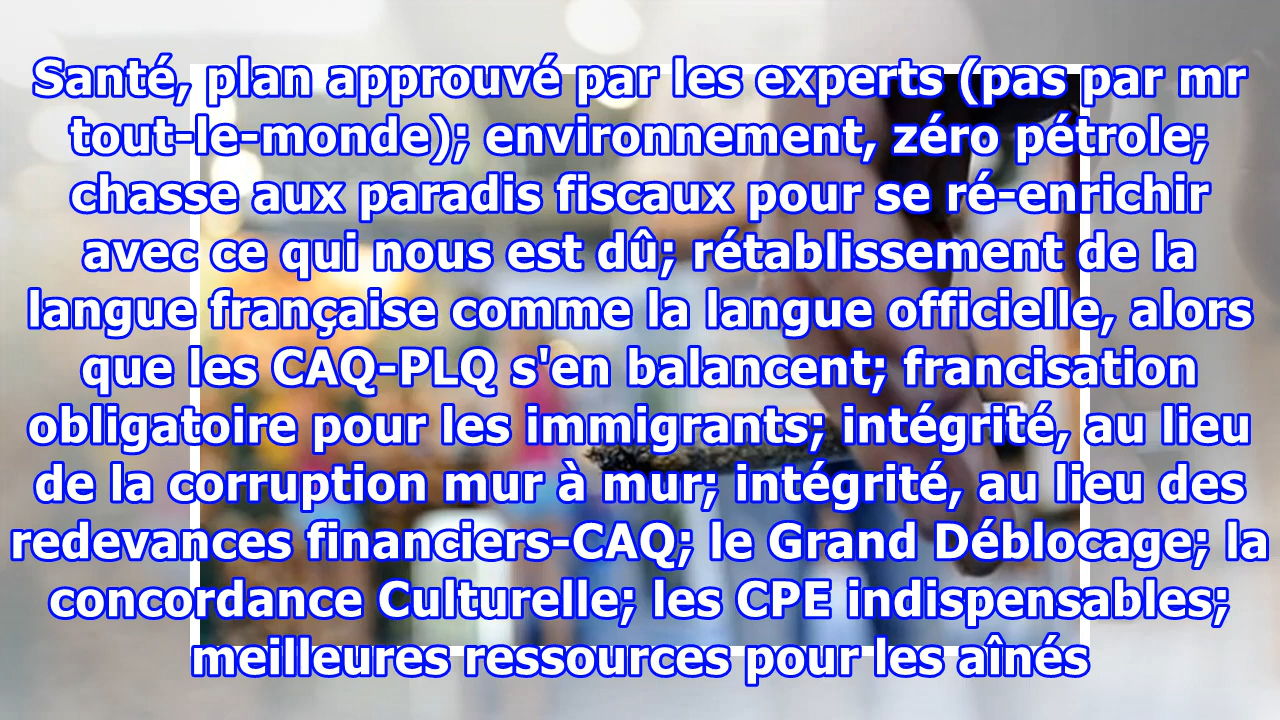 Santé, plan approuvé par les experts (pas par mr
tout-le-monde); environnement, zéro pétrole;
chasse aux paradis fiscaux pour se ré-enrichir
avec ce qui nous est dû; rétablissement de la
langue française comme la langue officielle, alors
que les CAQ-PLQ s'en balancent; francisation
obligatoire pour les immigrants; intégrité, au lieu
de la corruption mur à mur; intégrité, au lieu des
redevances financiers-CAQ; le Grand Déblocage; la
concordance Culturelle; les CPE indispensables;
meilleures ressources pour les aînés